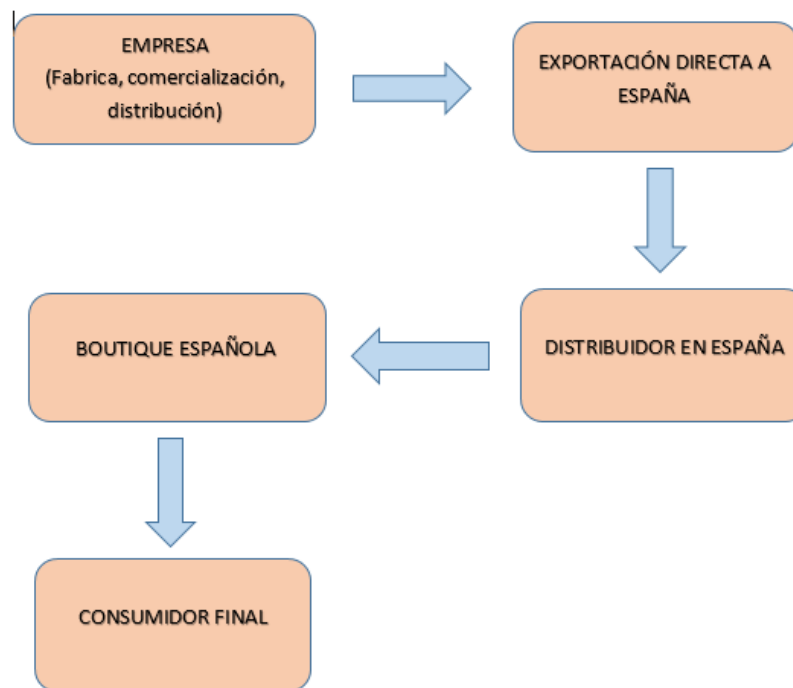 EMPRESA
(Fabrica, comercialización,
distribución)
EXPORTACIÓN DIRECTA A
ESPAÑA
DISTRIBUIDOR EN ESPAÑA
BOUTIQUE ESPAÑOLA
CONSUMIDOR FINAL